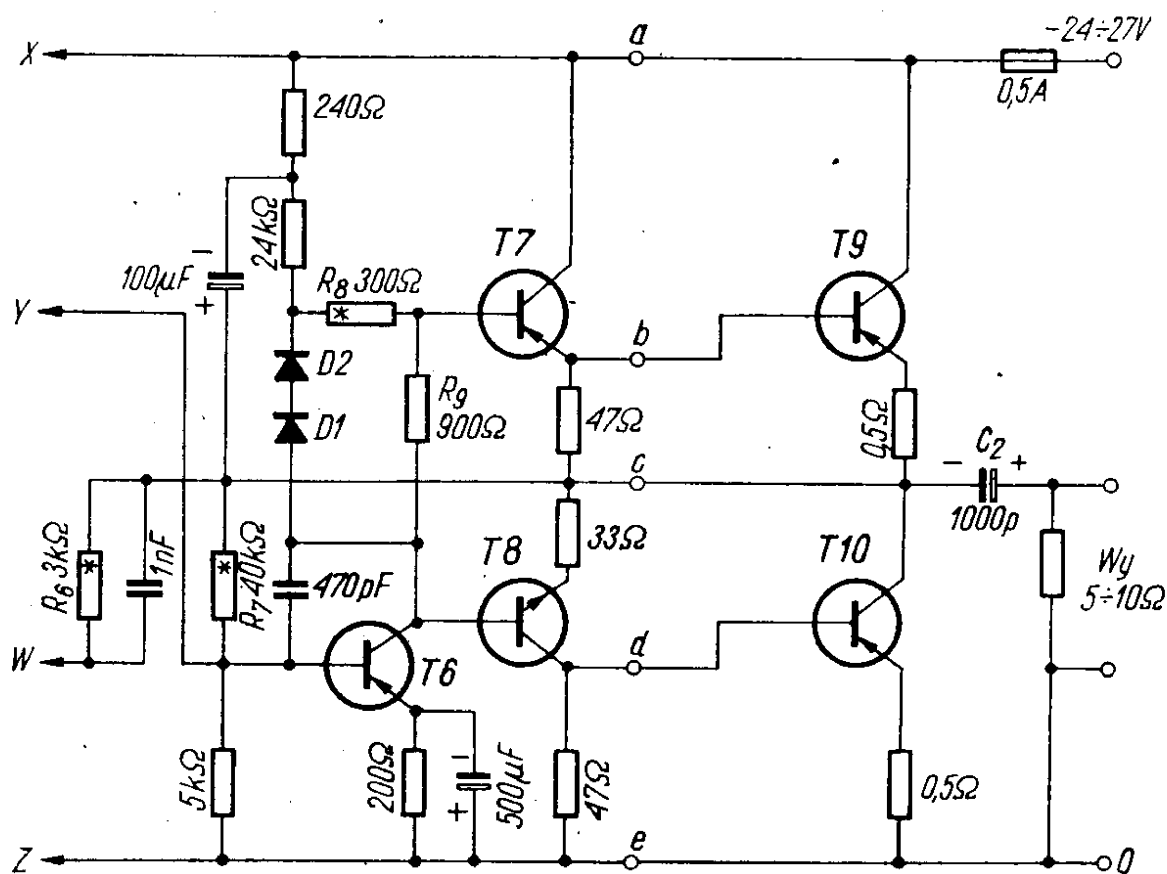 X
a
-24÷27V
0,5A
240Ω
24kΩ
T7
T9
100µF
-
+
R8 300Ω
*
Y
b
D2
R9
900Ω
47Ω
0,5Ω
D1
c
-
C2
+
1000p
R6 3kΩ
*
1nF
R7 40kΩ
*
470pF
T8
33Ω
T10
Wy
5÷10Ω
W
T6
d
5kΩ
200Ω
-
+
500µF
47Ω
0,5Ω
Z
e
0